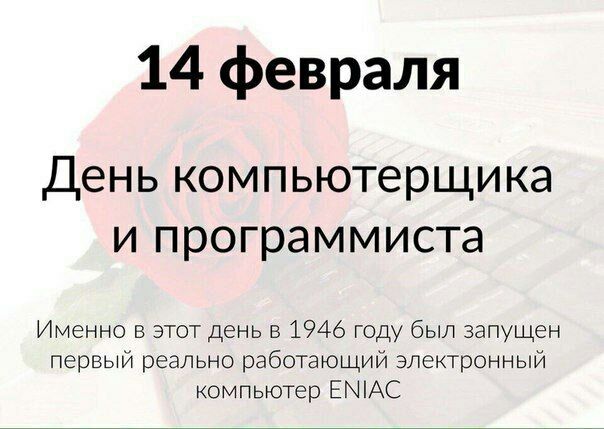 14 февраля
День компьютерщика
и программиста
Именно в этот день в 1946 году был запущен
первый реально работающий электронный
компьютер ENIAC